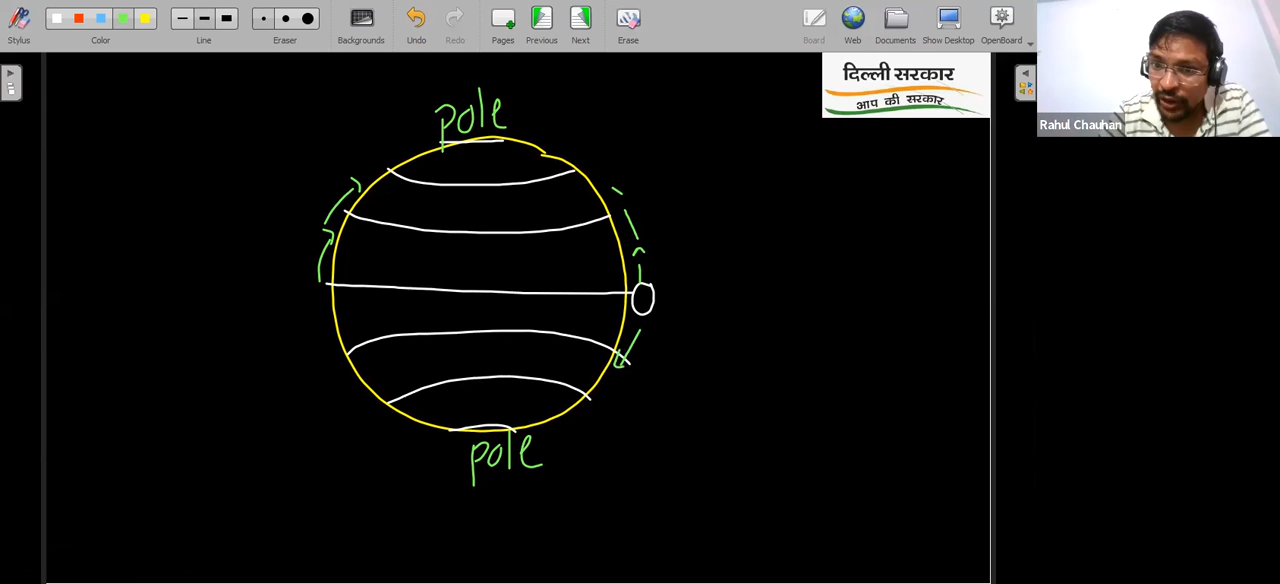 Stylus
Color
Line
Eraser
Backgrounds
Undo
Redo
Pages
Previous
Next
Erase
Board
Web
Documents
Show Desktop
OpenBoard
दिल्ली सरकार
आप की सरकार
Rahul Chauhan
pole
0
pole